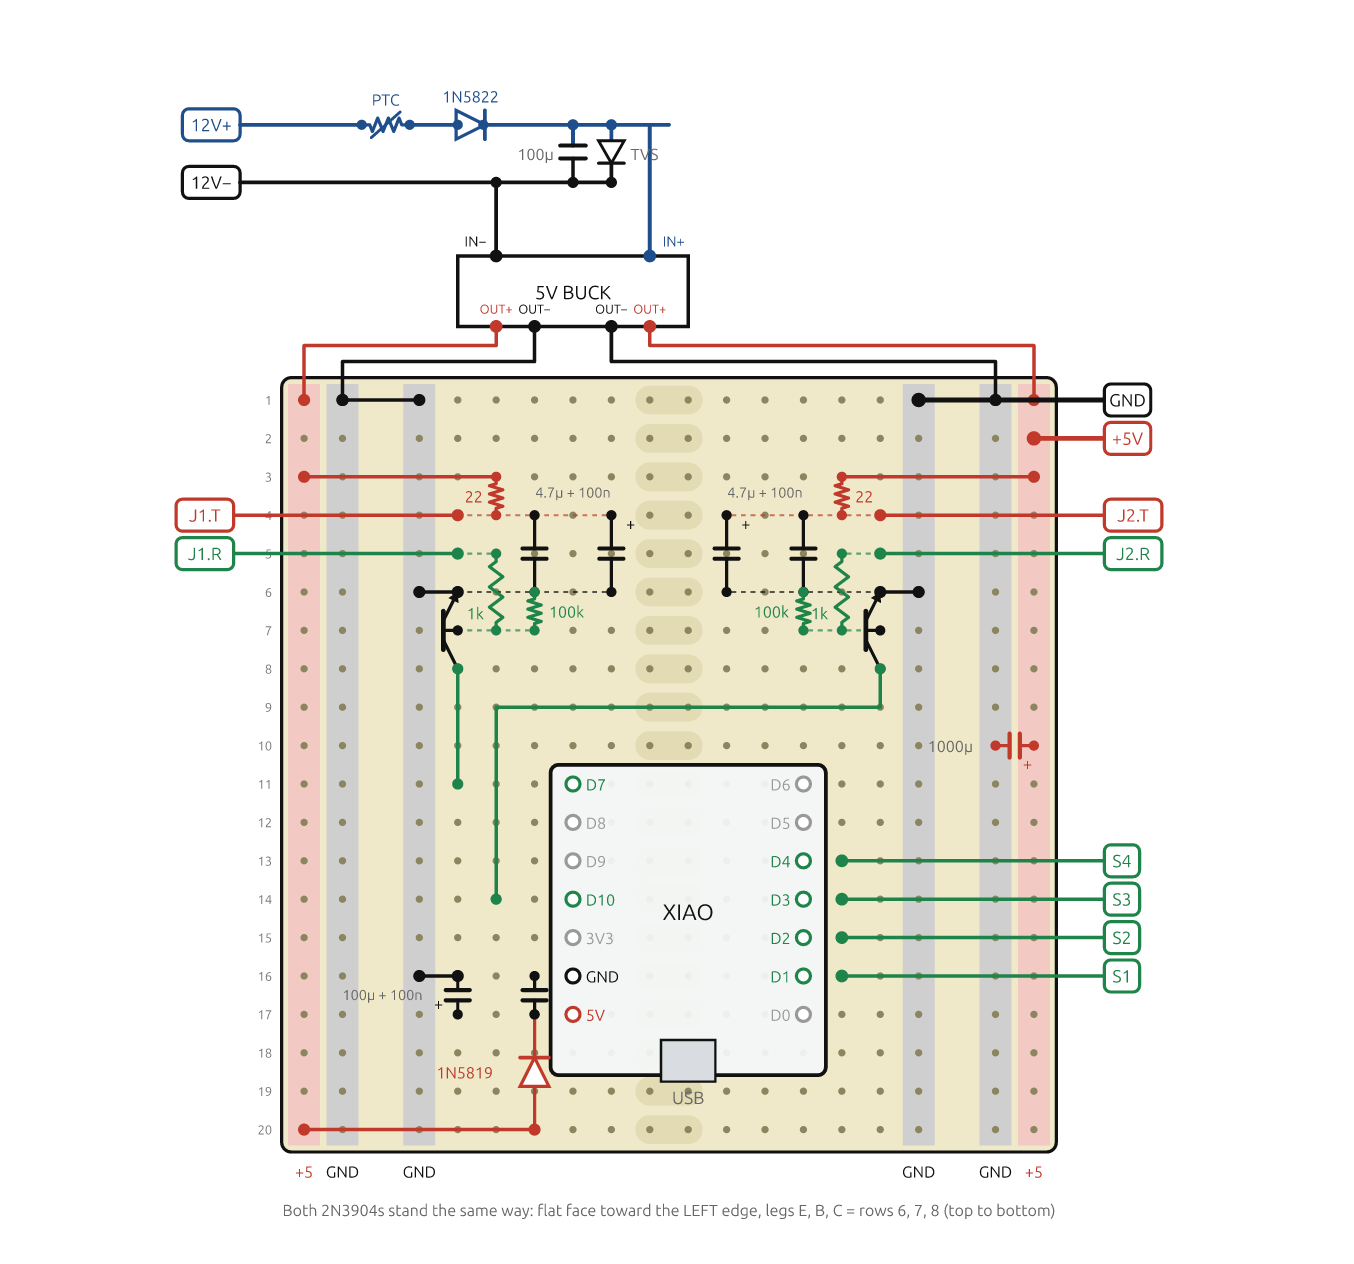 PTC
1N5822
12V+
100µ
TVS
12V–
IN–
IN+
5V BUCK
OUT+
OUT–
OUT–
OUT+
1
GND
2
+5V
3
22
4.7µ + 100n
4.7µ + 100n
22
J1.T
4
+
+
J2.T
J1.R
5
J2.R
6
1k
100k
100k
1k
7
8
9
10
1000µ
+
11
D7
D6
12
D8
D5
13
D9
D4
S4
14
D10
XIAO
D3
S3
15
3V3
D2
S2
16
GND
D1
S1
100µ + 100n
+
17
5V
D0
18
1N5819
19
USB
20
+5
GND
GND
GND
GND
+5
Both 2N3904s stand the same way: flat face toward the LEFT edge, legs E, B, C = rows 6, 7, 8 (top to bottom)